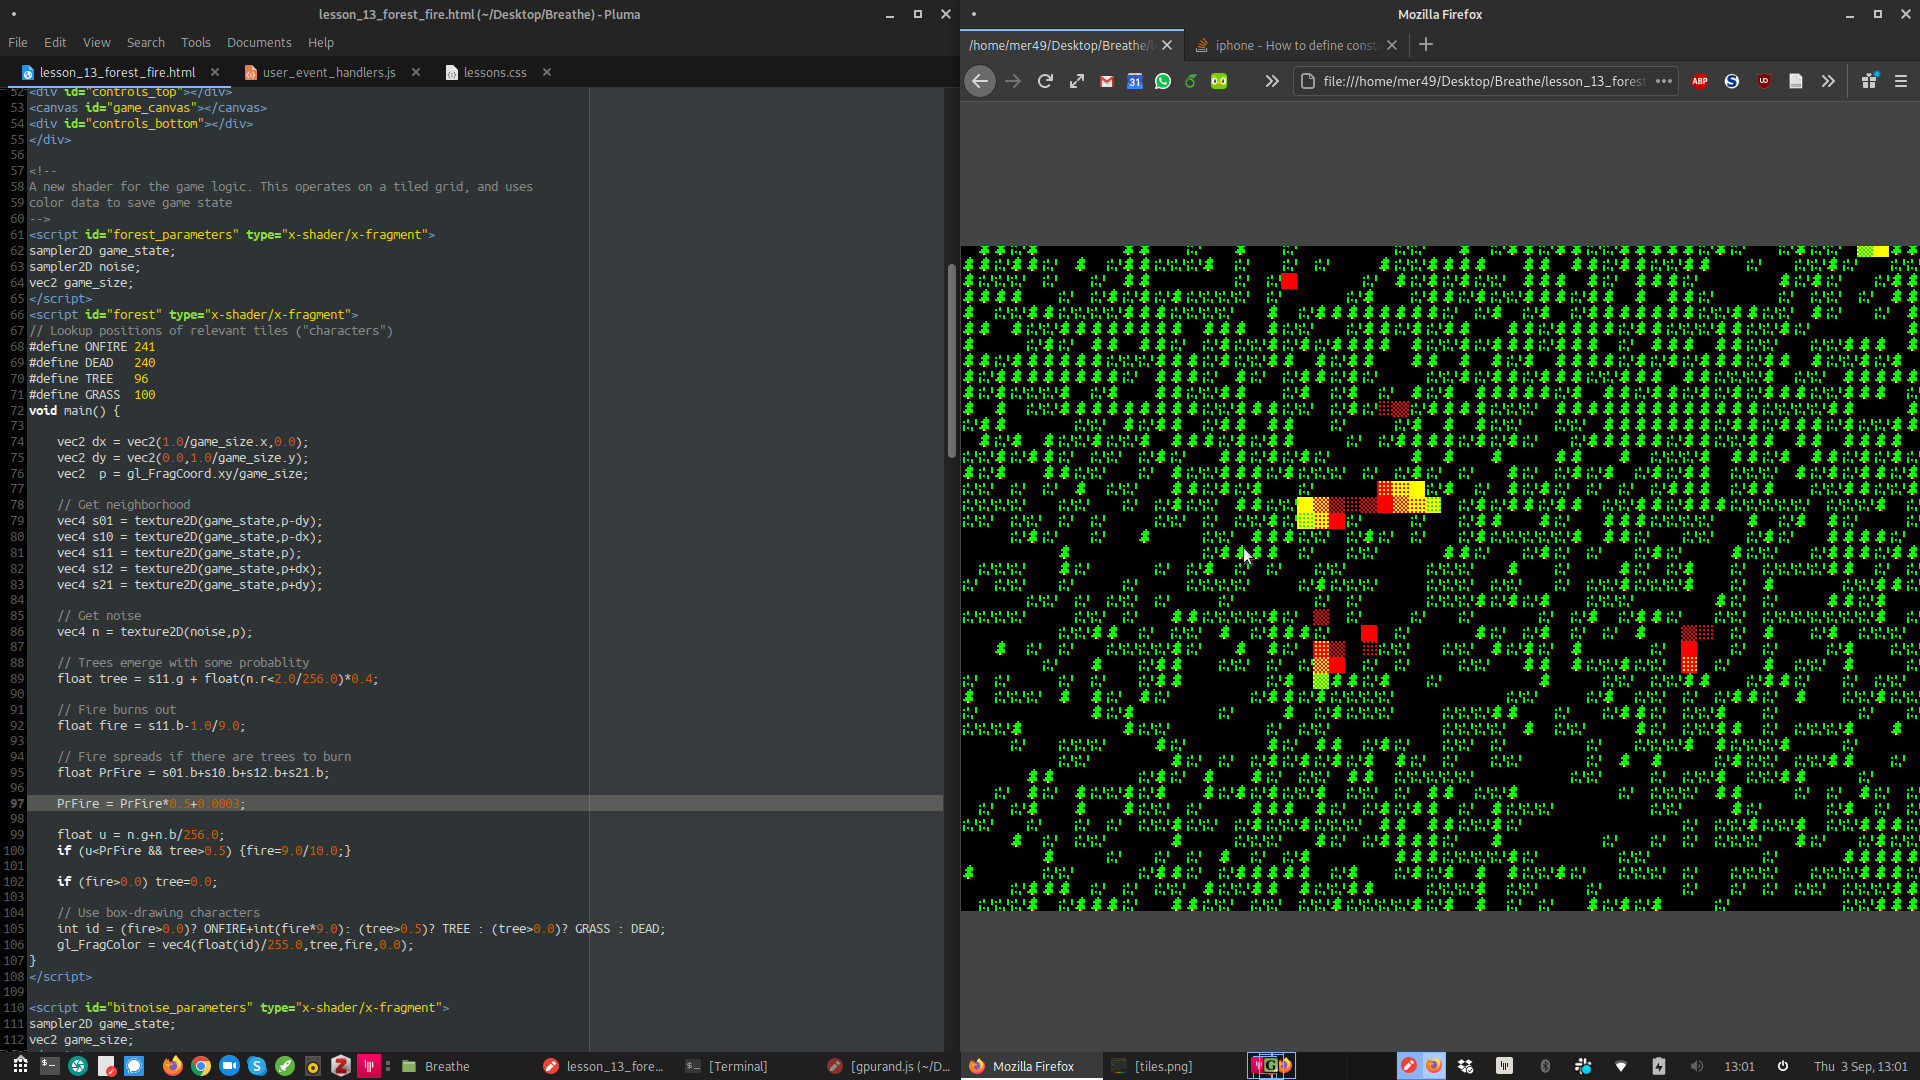 lesson_13_forest_fire.html (~/Desktop/Breathe) - Pluma
File Edit View Search Tools Documents Help
lesson_13_forest_fire.html
user_event_handlers.js
lessons.css
52 <div id="controls_top"></div>
53 <canvas id="game_canvas"></canvas>
54 <div id="controls_bottom"></div>
55 </div>
56
57 <!--
58 A new shader for the game logic. This operates on a tiled grid, and uses
59 color data to save game state
60 -->
61 <script id="forest_parameters" type="x-shader/x-fragment">
62 sampler2D game_state;
63 sampler2D noise;
64 vec2 game_size;
65 </script>
66 <script id="forest" type="x-shader/x-fragment">
67 // Lookup positions of relevant tiles ("characters")
68 #define ONFIRE 241
69 #define DEAD   240
70 #define TREE   96
71 #define GRASS  100
72 void main() {
73
74     vec2 dx = vec2(1.0/game_size.x,0.0);
75     vec2 dy = vec2(0.0,1.0/game_size.y);
76     vec2  p = gl_FragCoord.xy/game_size;
77
78     // Get neighborhood
79     vec4 s01 = texture2D(game_state,p-dy);
80     vec4 s10 = texture2D(game_state,p-dx);
81     vec4 s11 = texture2D(game_state,p);
82     vec4 s12 = texture2D(game_state,p+dx);
83     vec4 s21 = texture2D(game_state,p+dy);
84
85     // Get noise
86     vec4 n = texture2D(noise,p);
87
88     // Trees emerge with some probablity
89     float tree = s11.g + float(n.r<2.0/256.0)*0.4;
90
91     // Fire burns out
92     float fire = s11.b-1.0/9.0;
93
94     // Fire spreads if there are trees to burn
95     float PrFire = s01.b+s10.b+s12.b+s21.b;
96
97     PrFire = PrFire*0.5+0.0003;
98
99     float u = n.g+n.b/256.0;
100     if (u<PrFire && tree>0.5) {fire=9.0/10.0;}
101
102     if (fire>0.0) tree=0.0;
103
104     // Use box-drawing characters
105     int id = (fire>0.0)? ONFIRE+int(fire*9.0): (tree>0.5)? TREE : (tree>0.0)? GRASS : DEAD;
106     gl_FragColor = vec4(float(id)/255.0,tree,fire,0.0);
107 }
108 </script>
109
110 <script id="bitnoise_parameters" type="x-shader/x-fragment">
111 sampler2D game_state;
112 vec2 game_size;
Mozilla Firefox
/home/mer49/Desktop/Breathe/l
iphone - How to define consta
31
file:///home/mer49/Desktop/Breathe/lesson_13_forest
ABP
Breathe
lesson_13_fore...
[Terminal]
[gpurand.js (~/D...
Mozilla Firefox
[tiles.png]
13:01
Thu 3 Sep, 13:01